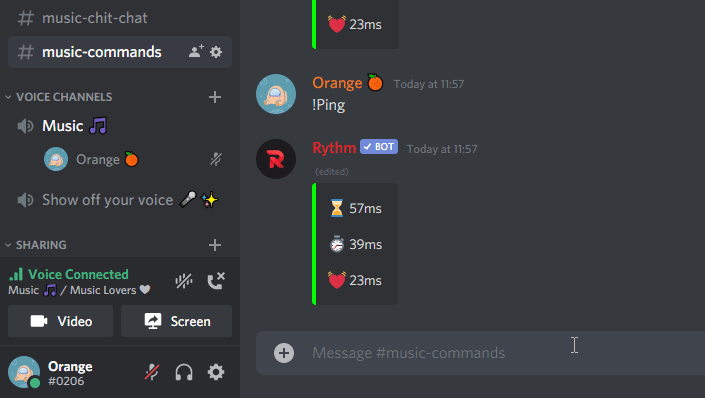 music-chit-chat
music-commands
VOICE CHANNELS
Music 🎵
Orange 🍊
Show off your voice 🎤 ✨
SHARING
Voice Connected
Music 🎵 / Music Lovers 🤍
Video
Screen
Orange
#0206
23ms
Orange 🍊 Today at 11:57
!Ping
Rythm ✓ BOT Today at 11:57
(edited)
⌛ 57ms
⏱ 39ms
💓 23ms
Message #music-commands